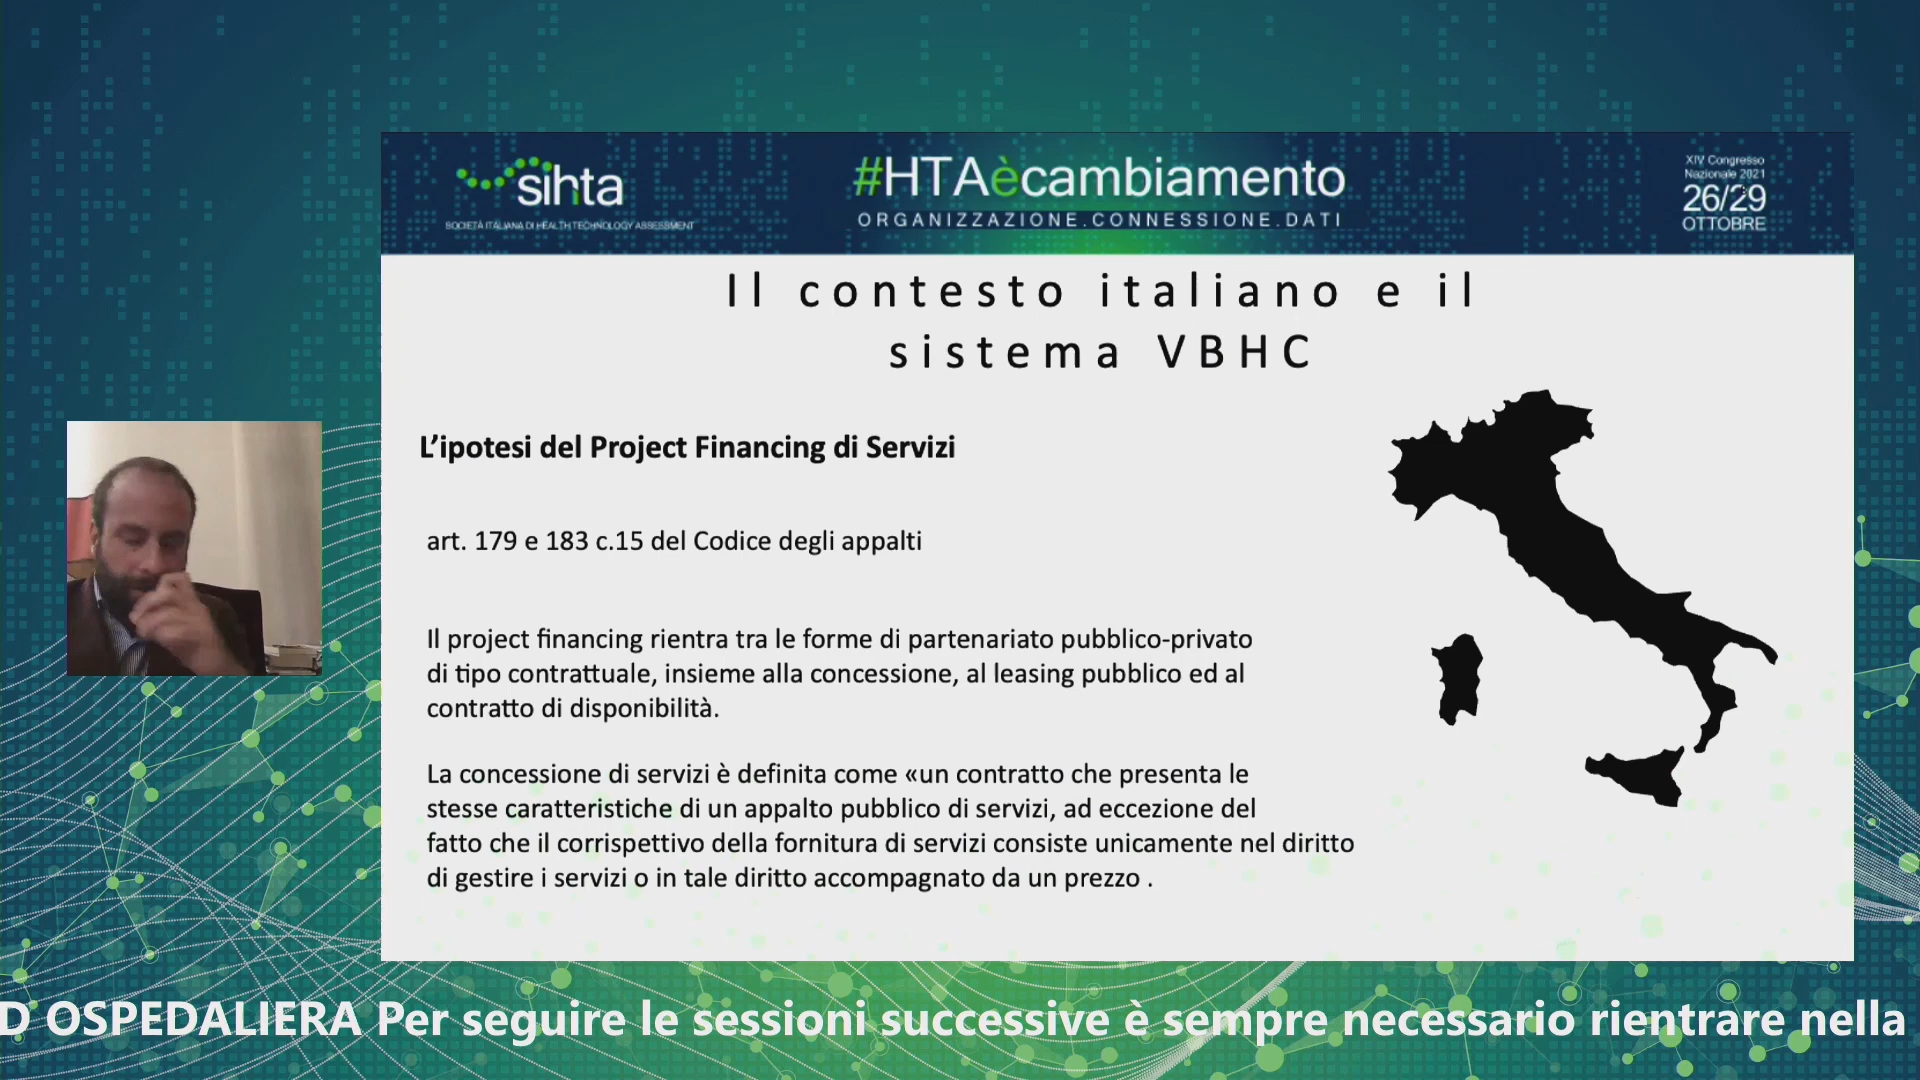 sihta
SOCIETÀ ITALIANA DI HEALTH TECHNOLOGY ASSESSMENT
#HTAècambiamento
ORGANIZZAZIONE.CONNESSIONE.DATI
XIV Congresso
Nazionale 2021
26/29
OTTOBRE
Il contesto italiano e il
sistema VBHC
L'ipotesi del Project Financing di Servizi
art. 179 e 183 c.15 del Codice degli appalti
Il project financing rientra tra le forme di partenariato pubblico-privato
di tipo contrattuale, insieme alla concessione, al leasing pubblico ed al
contratto di disponibilità.
La concessione di servizi è definita come «un contratto che presenta le
stesse caratteristiche di un appalto pubblico di servizi, ad eccezione del
fatto che il corrispettivo della fornitura di servizi consiste unicamente nel diritto
di gestire i servizi o in tale diritto accompagnato da un prezzo .
D OSPEDALIERA Per seguire le sessioni successive è sempre necessario rientrare nella